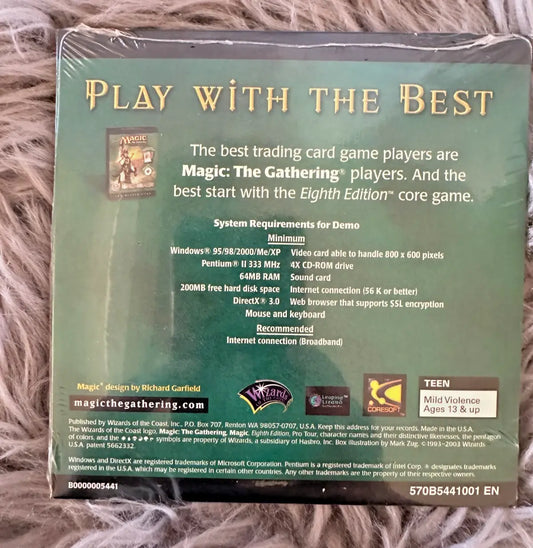 PLAY WITH THE BEST
MAGIC
The best trading card game players are
Magic: The Gathering® players. And the
best start with the Eighth Edition™ core game.
System Requirements for Demo
Minimum
Windows® 95/98/2000/Me/XP Video card able to handle 800 x 600 pixels
Pentium® II 333 MHz 4X CD-ROM drive
64MB RAM Sound card
200MB free hard disk space Internet connection (56 K or better)
DirectX® 3.0 Web browser that supports SSL encryption
Mouse and keyboard
Recommended
Internet connection (Broadband)
Magic® design by Richard Garfield
magicthegathering.com
Wizards
Leaping Lizard
CORESOFT
TEEN
Mild Violence
Ages 13 & up
Published by Wizards of the Coast, Inc., P.O. Box 707, Renton WA 98057-0707, U.S.A. Keep this address for your records. Made in the U.S.A.
The Wizards of the Coast logo, Magic: The Gathering, Magic, Eighth Edition, Pro Tour, character names and their distinctive likenesses, the pentagon
of colors, and the symbols are property of Wizards, a subsidiary of Hasbro, Inc. Box illustration by Mark Zug. ©1993–2003 Wizards.
U.S.A. patent 5662332.
Windows and DirectX are registered trademarks of Microsoft Corporation. Pentium is a registered trademark of Intel Corp. ® designates trademarks
registered in the U.S.A. which may be registered in certain other countries. Any other trademarks are the property of their respective owners.
B0000005441
570B5441001 EN